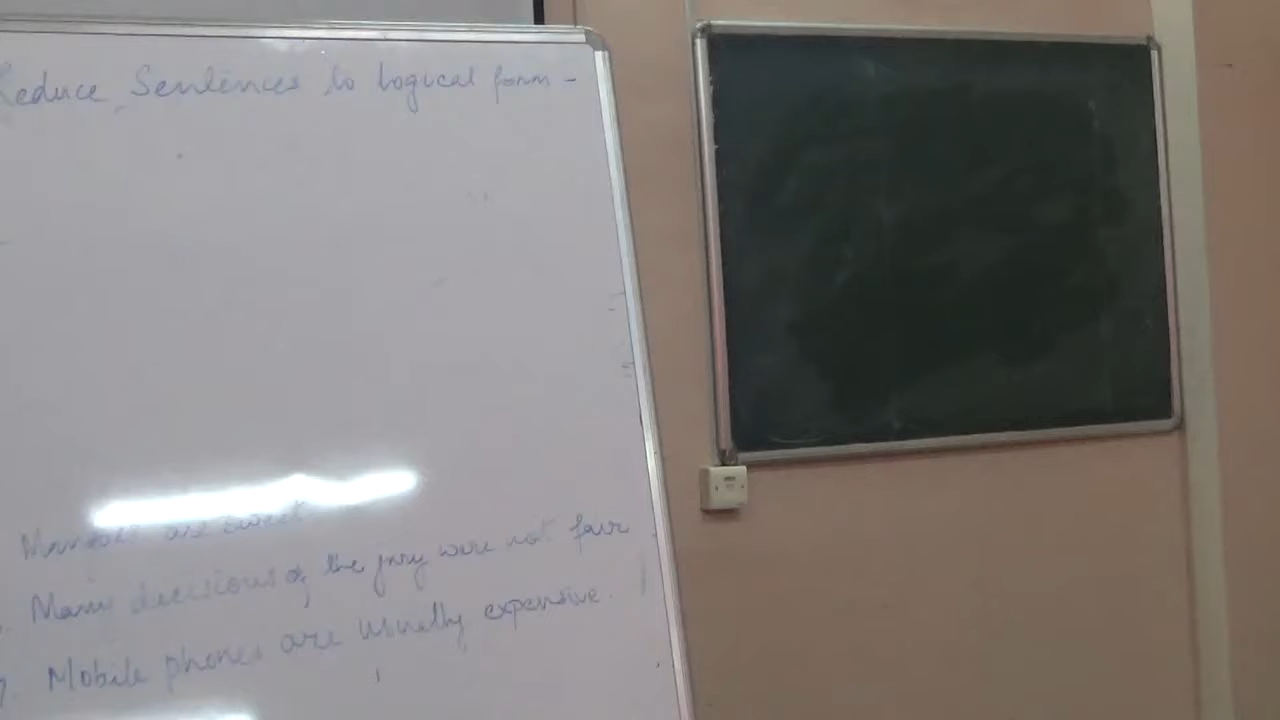 Reduce Sentences to Logical form -
Mangoes are sweet
Many decisions of the jury were not fair
7. Mobile phones are usually expensive.